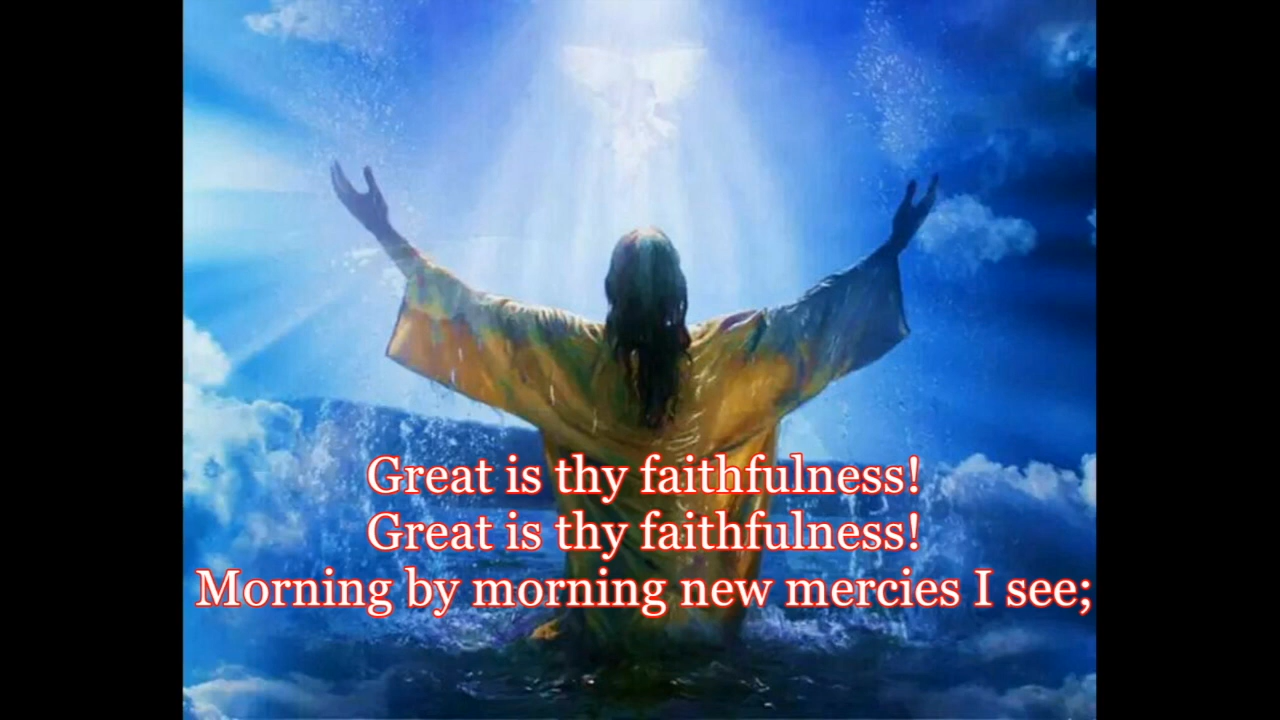 Great is thy faithfulness!
Great is thy faithfulness!
Morning by morning new mercies I see;